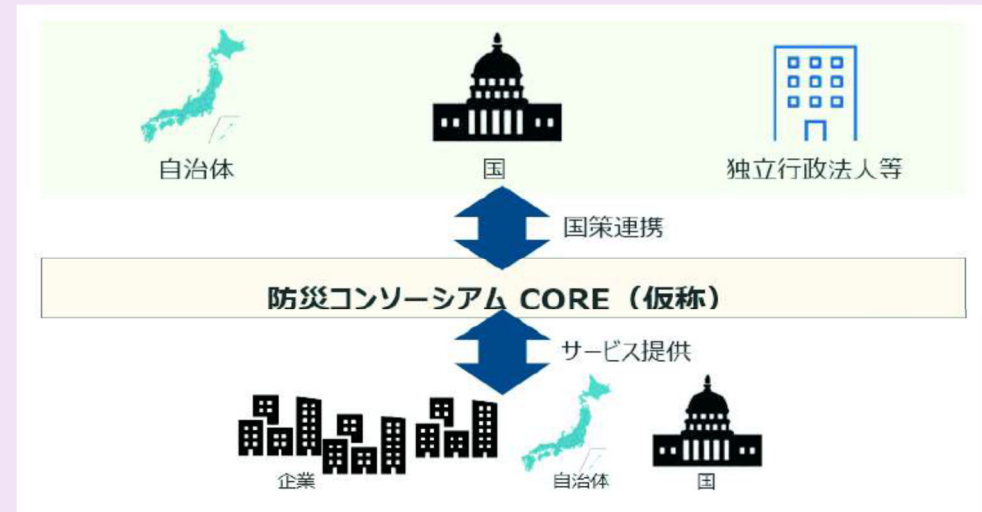 自治体
国
独立行政法人等
国策連携
防災コンソーシアム CORE（仮称）
サービス提供
企業
自治体
国